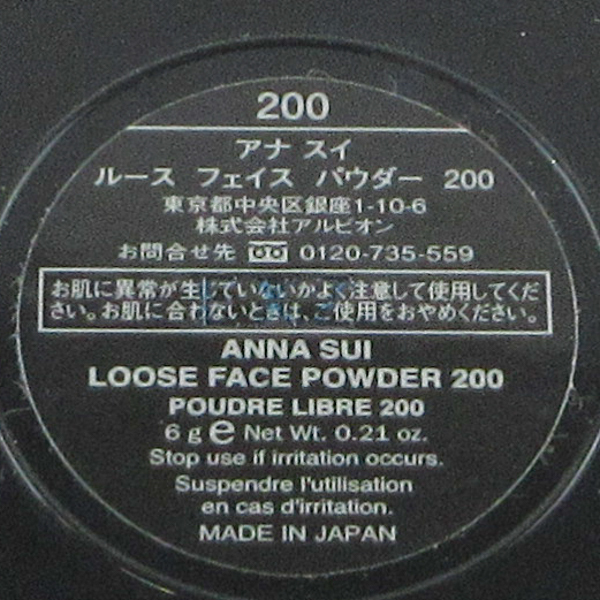 200
アナ スイ
ルース フェイス パウダー 200
東京都中央区銀座1-10-6
株式会社アルビオン
お問合せ先 0120-735-559
お肌に異常が生じていないかよく注意して使用してくだ
さい。お肌に合わないときは、ご使用をおやめください。
ANNA SUI
LOOSE FACE POWDER 200
POUDRE LIBRE 200
6 g e Net Wt. 0.21 oz.
Stop use if irritation occurs.
Suspendre l'utilisation
en cas d'irritation.
MADE IN JAPAN